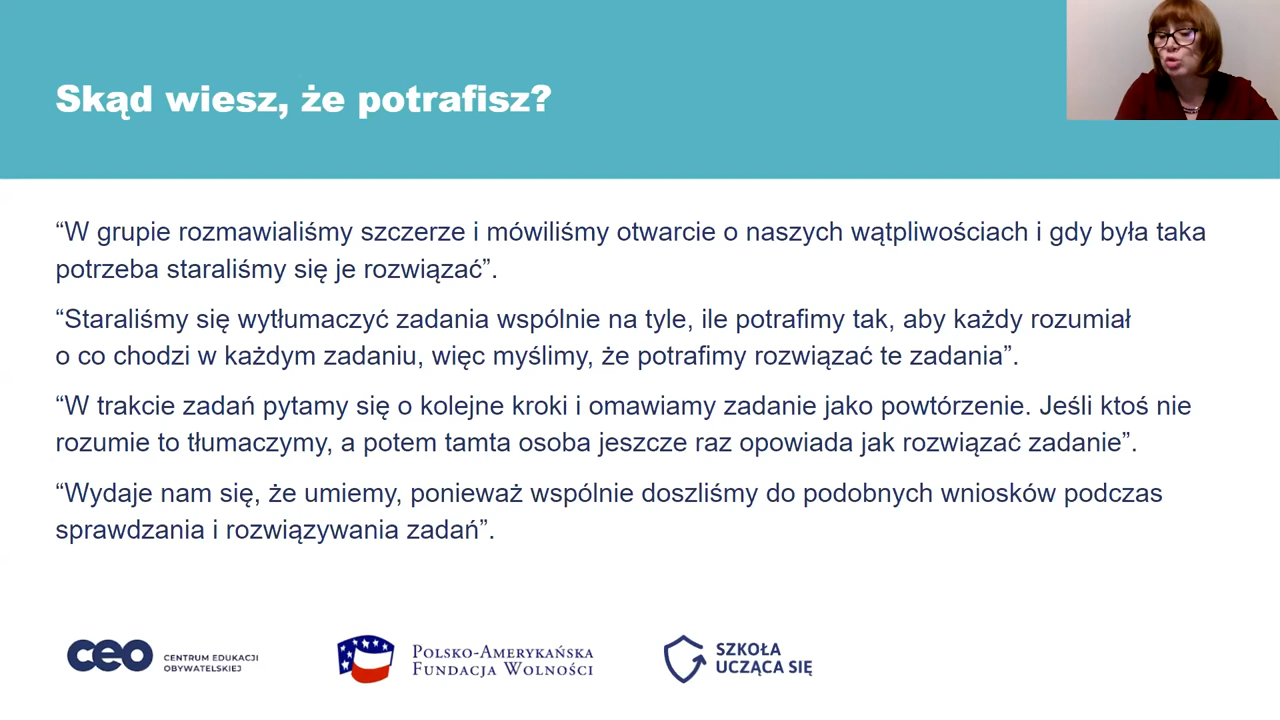 Skąd wiesz, że potrafisz?
“W grupie rozmawialiśmy szczerze i mówiliśmy otwarcie o naszych wątpliwościach i gdy była taka
potrzeba staraliśmy się je rozwiązać”.
“Staraliśmy się wytłumaczyć zadania wspólnie na tyle, ile potrafimy tak, aby każdy rozumiał
o co chodzi w każdym zadaniu, więc myślimy, że potrafimy rozwiązać te zadania”.
“W trakcie zadań pytamy się o kolejne kroki i omawiamy zadanie jako powtórzenie. Jeśli ktoś nie
rozumie to tłumaczymy, a potem tamta osoba jeszcze raz opowiada jak rozwiązać zadanie”.
“Wydaje nam się, że umiemy, ponieważ wspólnie doszliśmy do podobnych wniosków podczas
sprawdzania i rozwiązywania zadań”.
ceo
CENTRUM EDUKACJI
OBYWATELSKIEJ
POLSKO-AMERYKAŃSKA
FUNDACJA WOLNOŚCI
SZKOŁA
UCZĄCA SIĘ